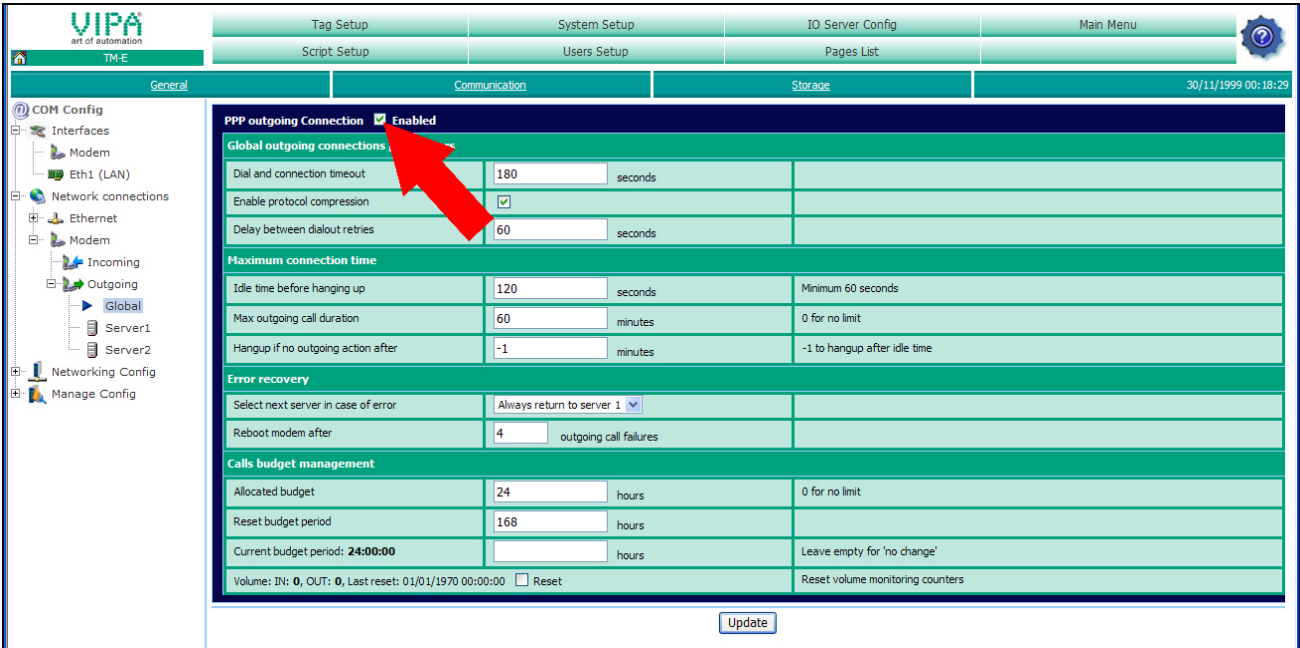 VIPA
art of automation
TM-E
Tag Setup
System Setup
IO Server Config
Main Menu
Script Setup
Users Setup
Pages List
General
Communication
Storage
30/11/1999 00:18:29
COM Config
Interfaces
Modem
Eth1 (LAN)
Network connections
Ethernet
Modem
Incoming
Outgoing
Global
Server1
Server2
Networking Config
Manage Config
PPP outgoing Connection Enabled
Global outgoing connections
Dial and connection timeout 180 seconds
Enable protocol compression
Delay between dialout retries 60 seconds
Maximum connection time
Idle time before hanging up 120 seconds Minimum 60 seconds
Max outgoing call duration 60 minutes 0 for no limit
Hangup if no outgoing action after -1 minutes -1 to hangup after idle time
Error recovery
Select next server in case of error Always return to server 1
Reboot modem after 4 outgoing call failures
Calls budget management
Allocated budget 24 hours 0 for no limit
Reset budget period 168 hours
Current budget period: 24:00:00 hours Leave empty for 'no change'
Volume: IN: 0, OUT: 0, Last reset: 01/01/1970 00:00:00 Reset Reset volume monitoring counters
Update